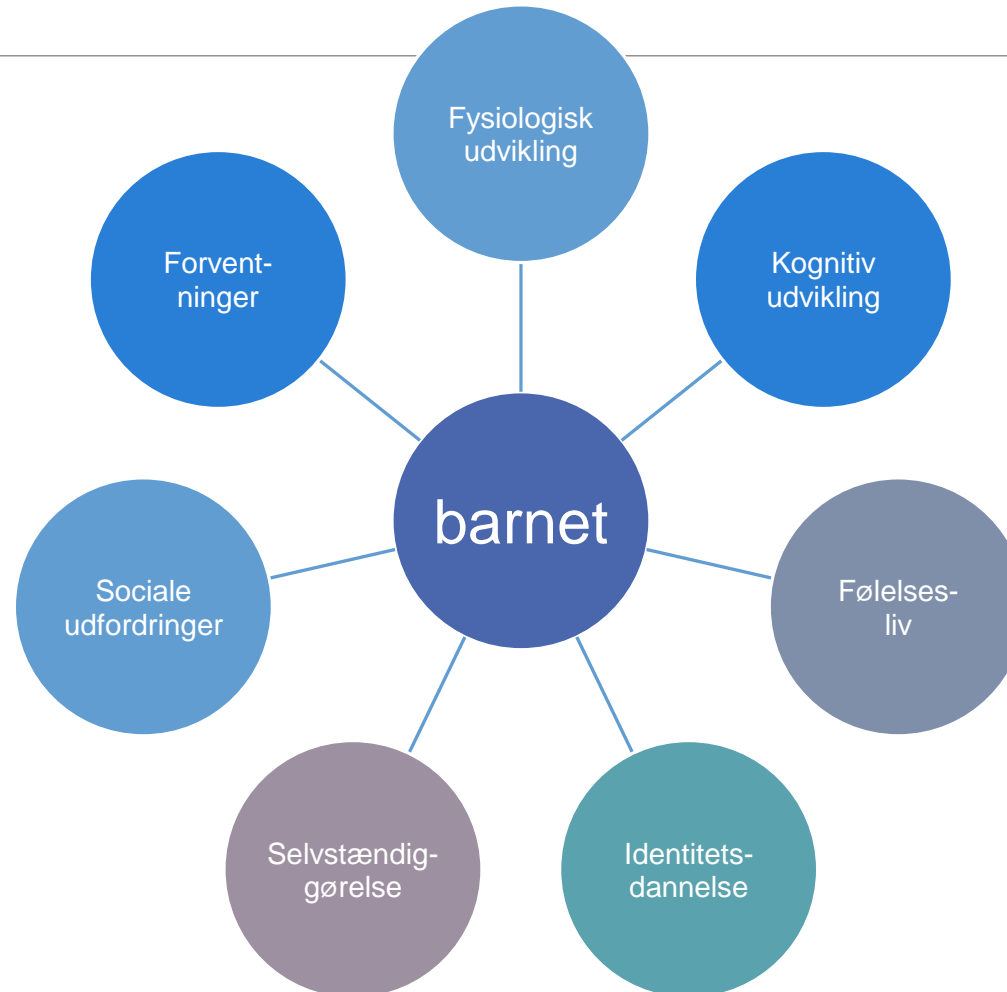 Fysiologisk
udvikling
Kognitiv
udvikling
Følelses-
liv
Identitets-
dannelse
Selvstændig-
gørelse
Sociale
udfordringer
Forvent-
ninger
barnet